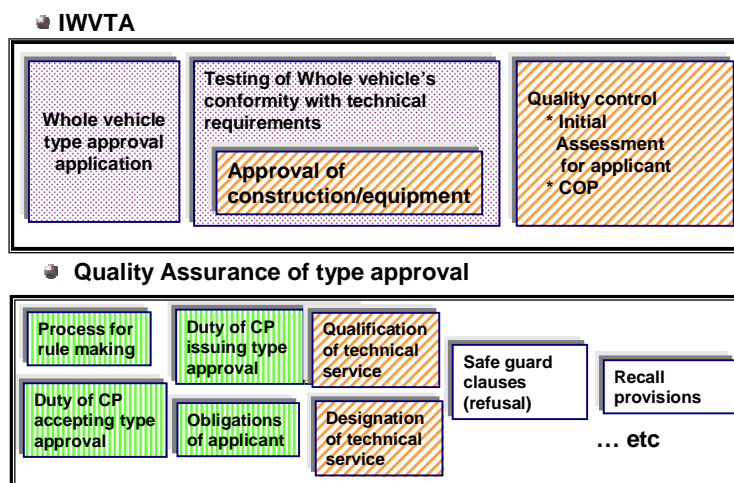 IWVTA
Whole vehicle
type approval
application
Testing of Whole vehicle's
conformity with technical
requirements
Approval of
construction/equipment
Quality control
* Initial
Assessment
for applicant
* COP
Quality Assurance of type approval
Process for
rule making
Duty of CP
issuing type
approval
Qualification
of technical
service
Safe guard
clauses
(refusal)
Recall
provisions
Duty of CP
accepting type
approval
Obligations
of applicant
Designation
of technical
service
... etc